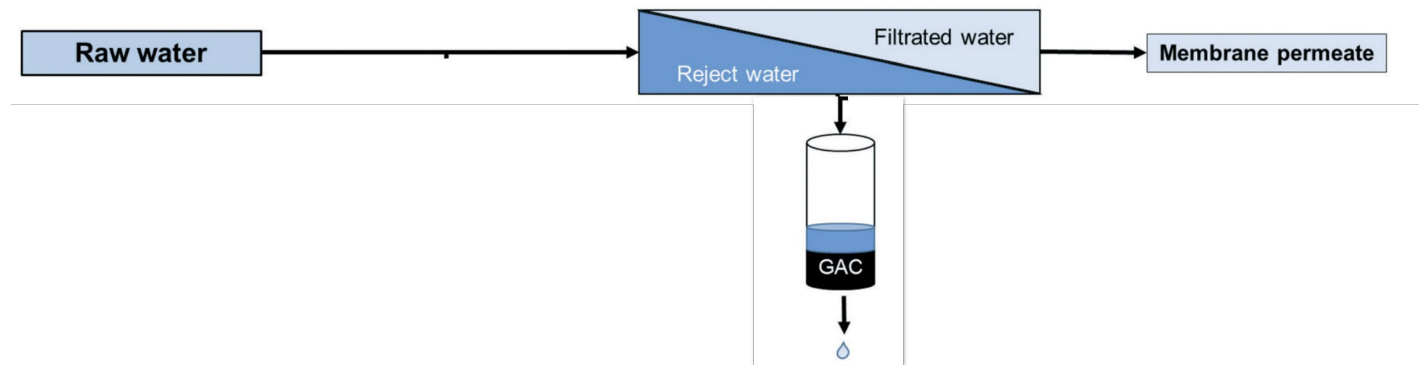 Raw water
Filtrated water
Reject water
Membrane permeate
GAC